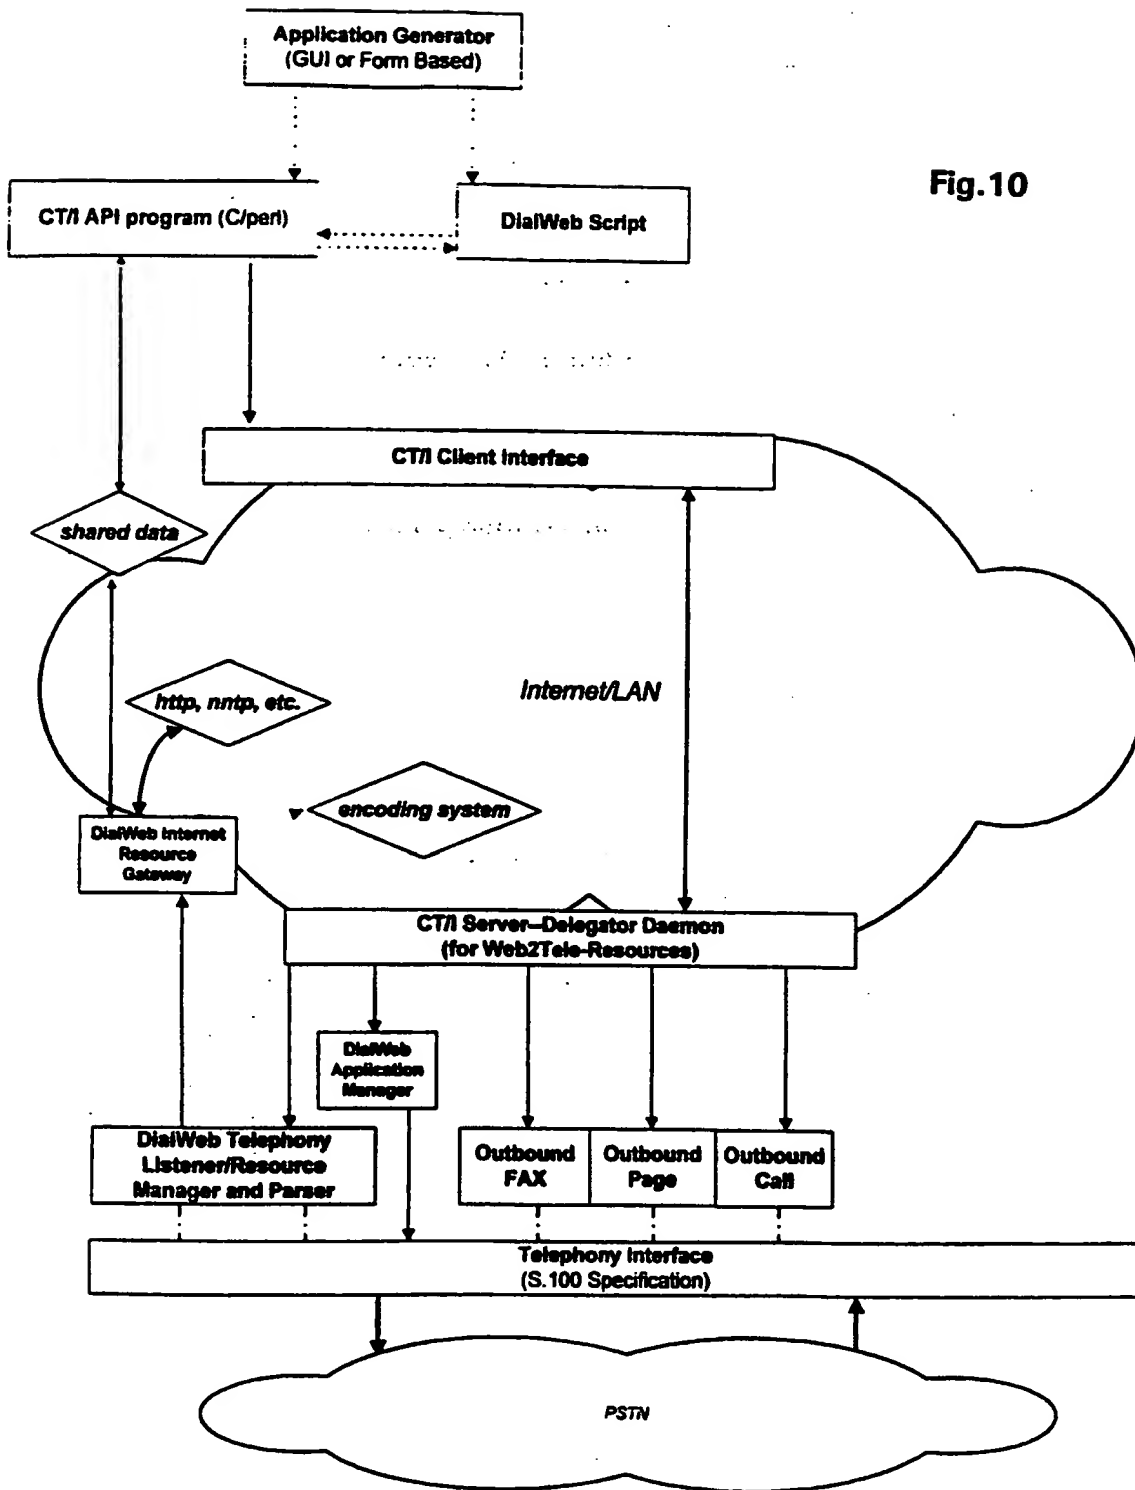 Application Generator
(GUI or Form Based)
Fig.10
CT/I API program (C/perl)
DialWeb Script
CT/I Client Interface
shared data
http, nntp, etc.
Internet/LAN
encoding system
DialWeb Internet
Resource
Gateway
CT/I Server–Delegator Daemon
(for Web2Tele-Resources)
DialWeb
Application
Manager
DialWeb Telephony
Listener/Resource
Manager and Parser
Outbound
FAX
Outbound
Page
Outbound
Call
Telephony Interface
(S.100 Specification)
PSTN